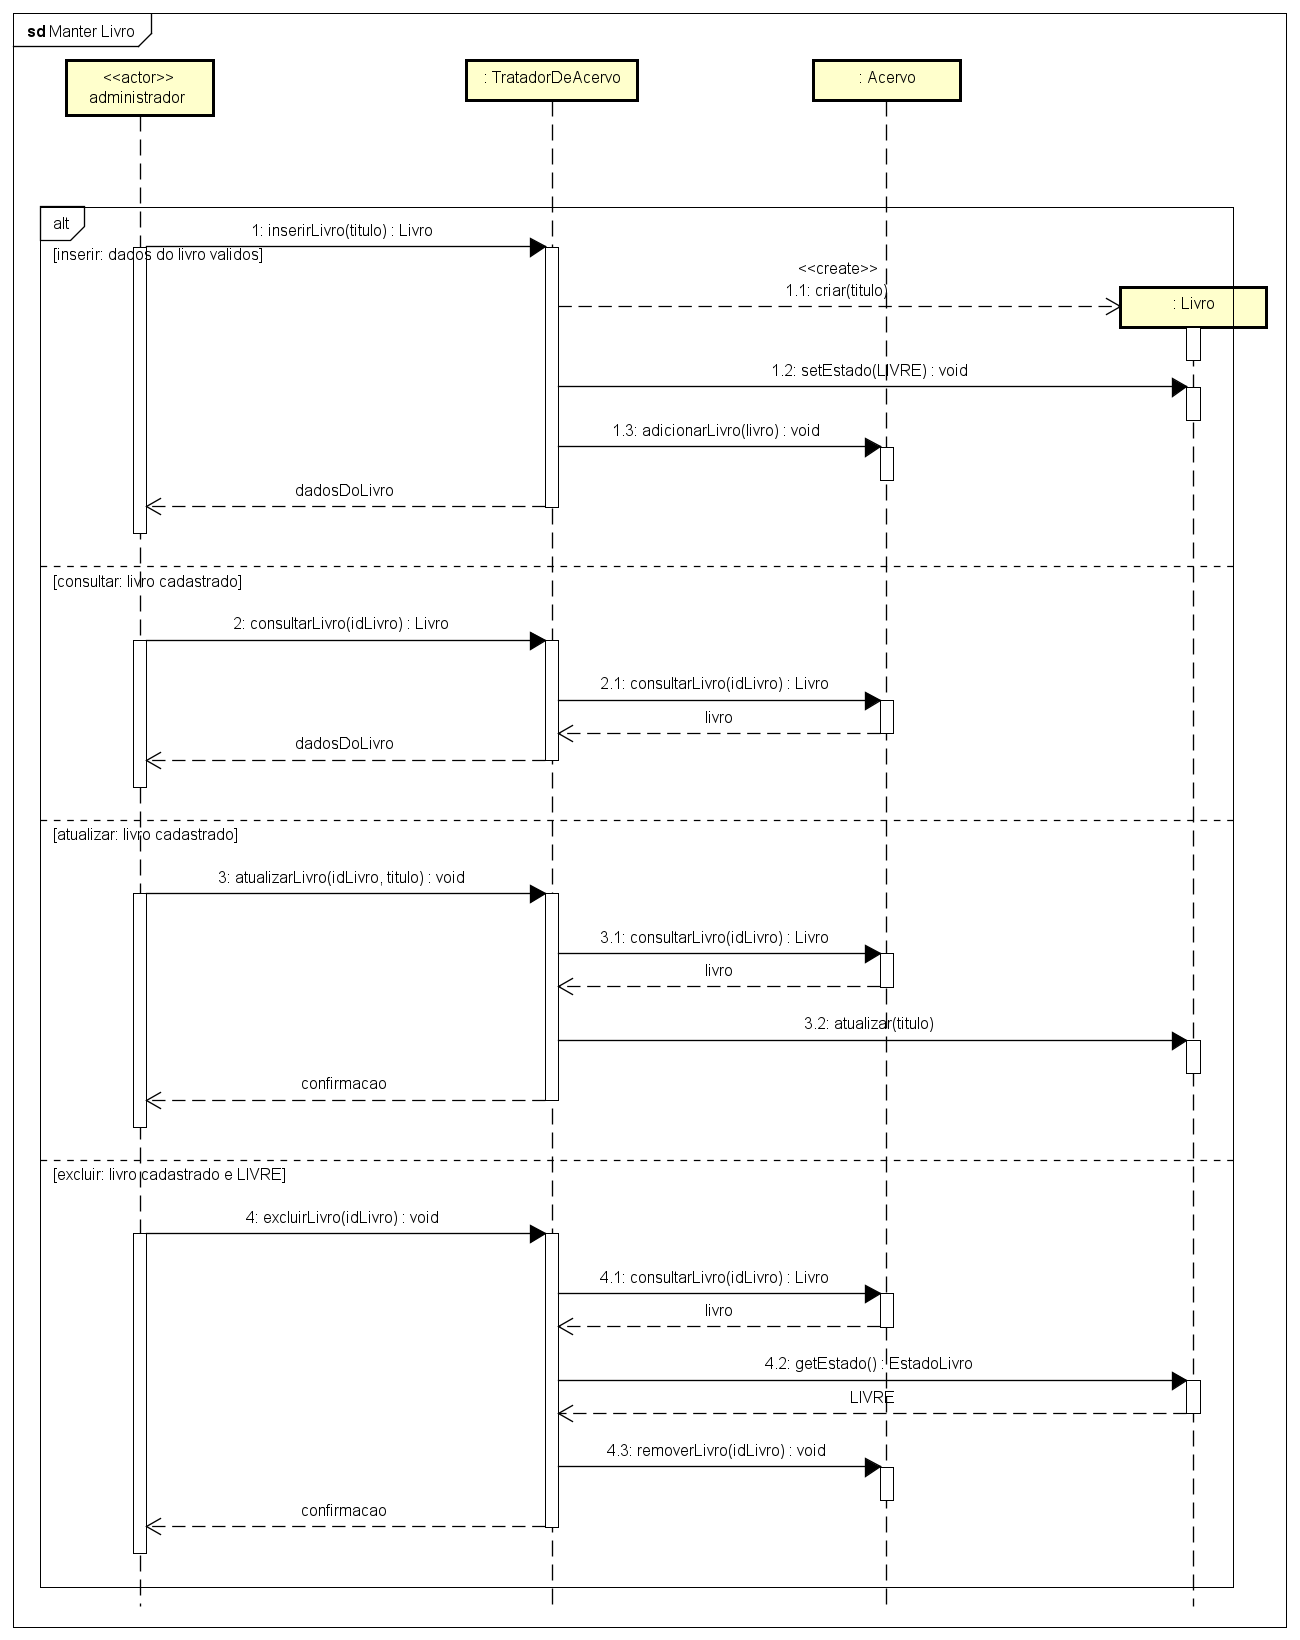 sd Manter Livro
<<actor>>
administrador
: TratadorDeAcervo
: Acervo
alt
1: inserirLivro(titulo) : Livro
[inserir: dados do livro validos]
<<create>>
1.1: criar(titulo)
: Livro
1.2: setEstado(LIVRE) : void
1.3: adicionarLivro(livro) : void
dadosDoLivro
[consultar: livro cadastrado]
2: consultarLivro(idLivro) : Livro
2.1: consultarLivro(idLivro) : Livro
livro
dadosDoLivro
[atualizar: livro cadastrado]
3: atualizarLivro(idLivro, titulo) : void
3.1: consultarLivro(idLivro) : Livro
livro
3.2: atualizar(titulo)
confirmacao
[excluir: livro cadastrado e LIVRE]
4: excluirLivro(idLivro) : void
4.1: consultarLivro(idLivro) : Livro
livro
4.2: getEstado() : EstadoLivro
LIVRE
4.3: removerLivro(idLivro) : void
confirmacao